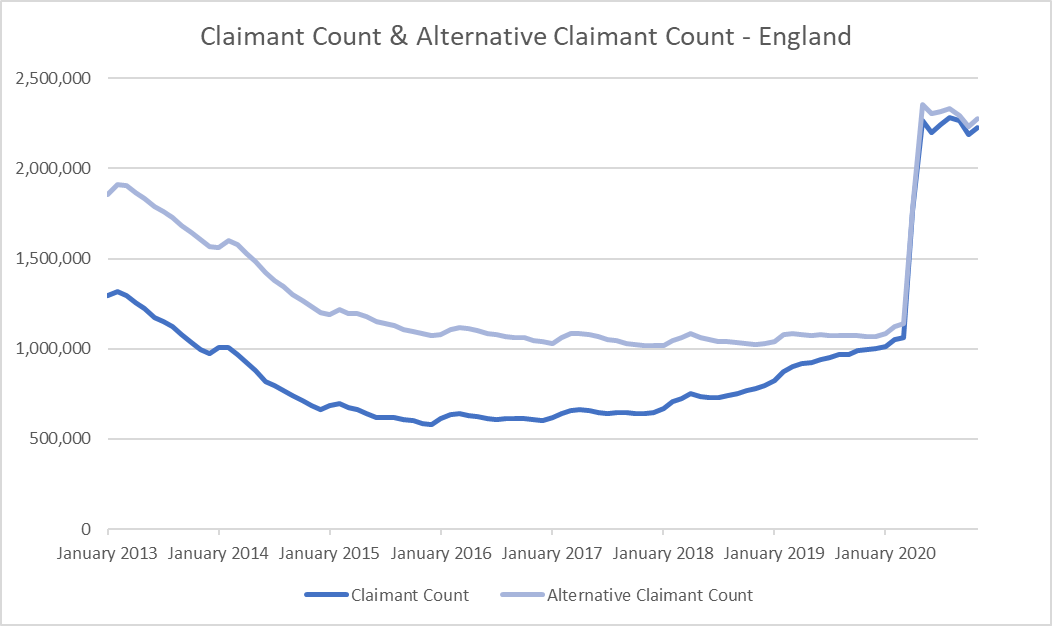 Claimant Count & Alternative Claimant Count - England
2,500,000
2,000,000
1,500,000
1,000,000
500,000
0
January 2013 January 2014 January 2015 January 2016 January 2017 January 2018 January 2019 January 2020
Claimant Count Alternative Claimant Count